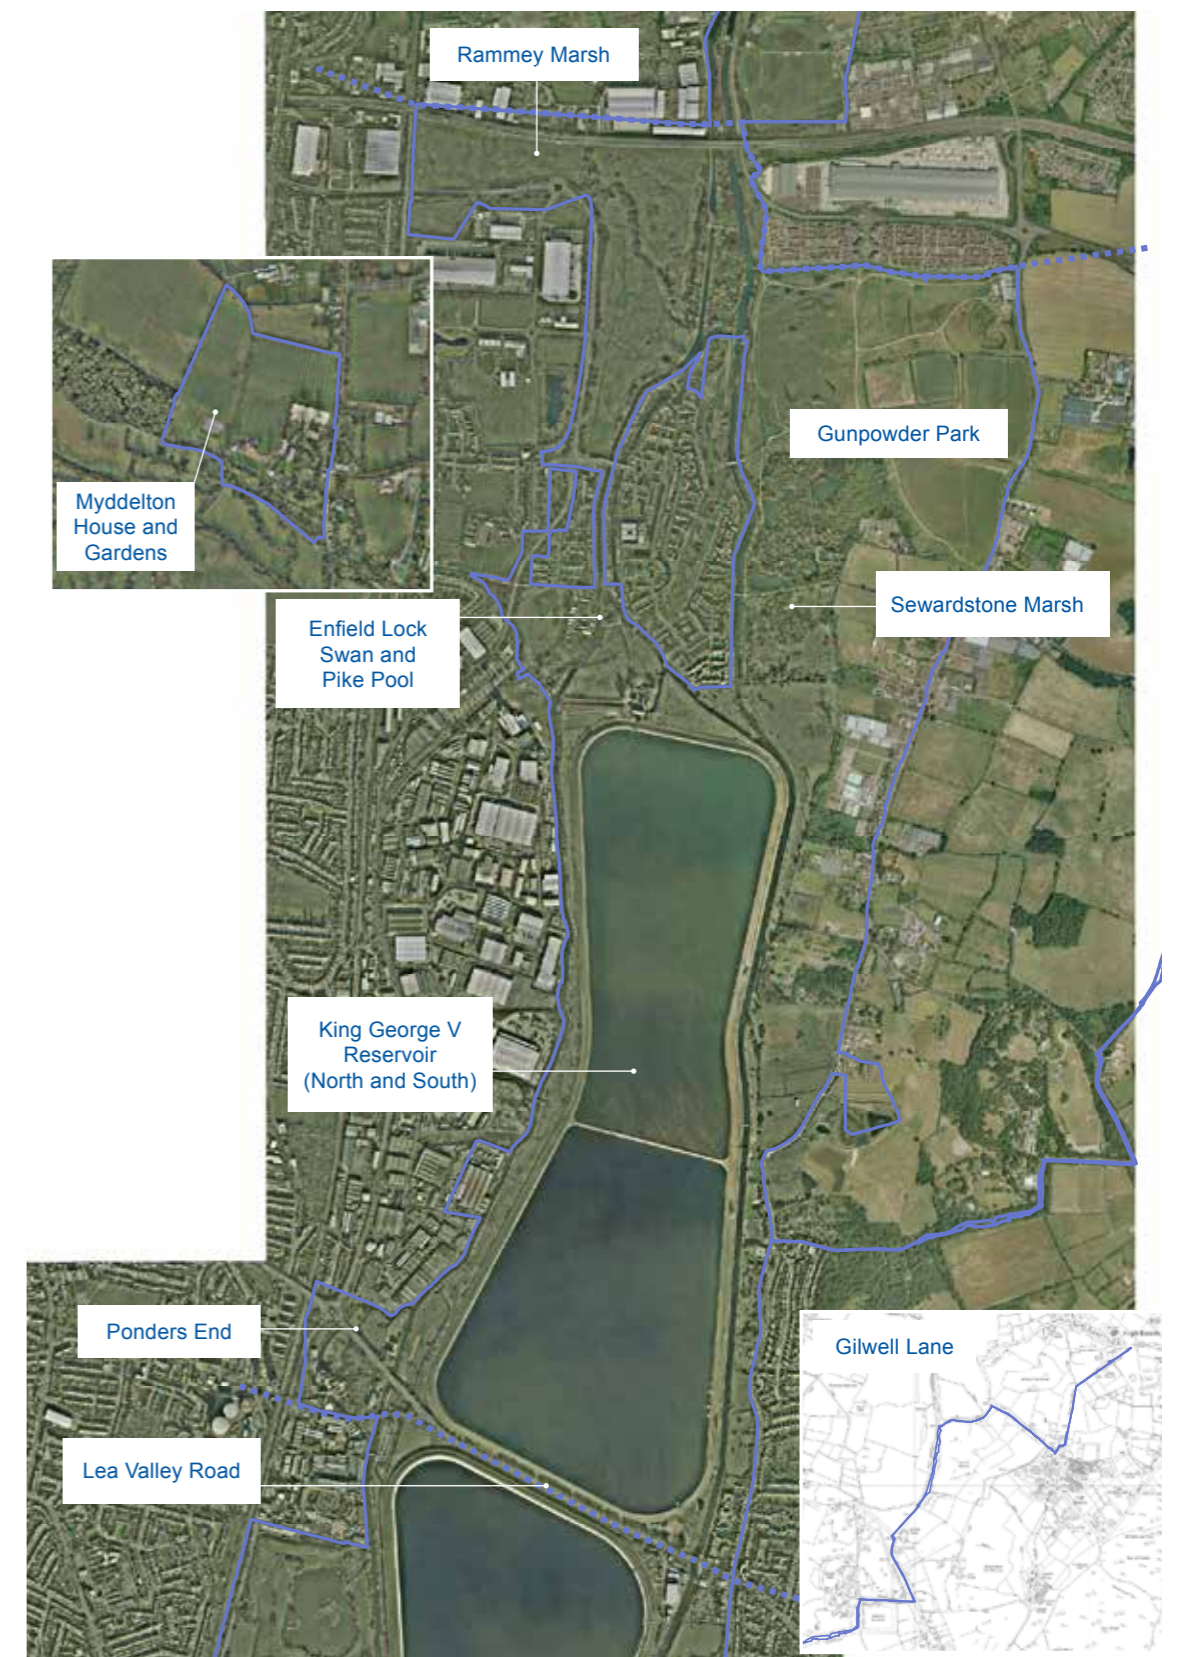 Rammey Marsh
Gunpowder Park
Myddelton
House and
Gardens
Sewardstone Marsh
Enfield Lock
Swan and
Pike Pool
King George V
Reservoir
(North and South)
Ponders End
Gilwell Lane
Lea Valley Road